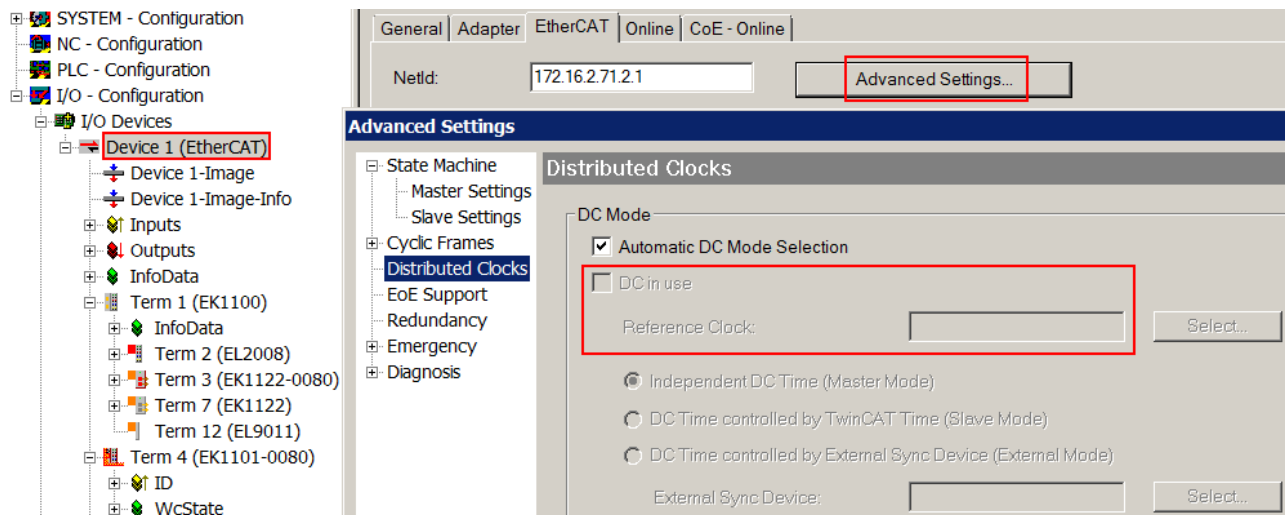 SYSTEM - Configuration
NC - Configuration
PLC - Configuration
I/O - Configuration
I/O Devices
Device 1 (EtherCAT)
Device 1-Image
Device 1-Image-Info
Inputs
Outputs
InfoData
Term 1 (EK1100)
InfoData
Term 2 (EL2008)
Term 3 (EK1122-0080)
Term 7 (EK1122)
Term 12 (EL9011)
Term 4 (EK1101-0080)
ID
WcState
General Adapter EtherCAT Online CoE - Online
NetId: 172.16.2.71.2.1 Advanced Settings...
Advanced Settings
State Machine
Master Settings
Slave Settings
Cyclic Frames
Distributed Clocks
EoE Support
Redundancy
Emergency
Diagnosis
Distributed Clocks
DC Mode
Automatic DC Mode Selection
DC in use
Reference Clock: Select...
Independent DC Time (Master Mode)
DC Time controlled by TwinCAT Time (Slave Mode)
DC Time controlled by External Sync Device (External Mode)
External Sync Device: Select...